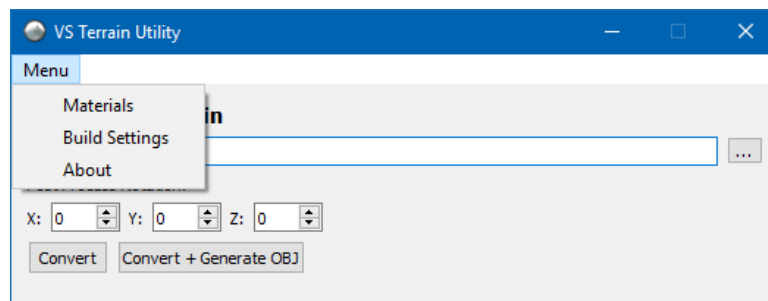 VS Terrain Utility
Menu
Materials
in
Build Settings
...
About
X: 0 Y: 0 Z: 0
Convert Convert + Generate OBJ